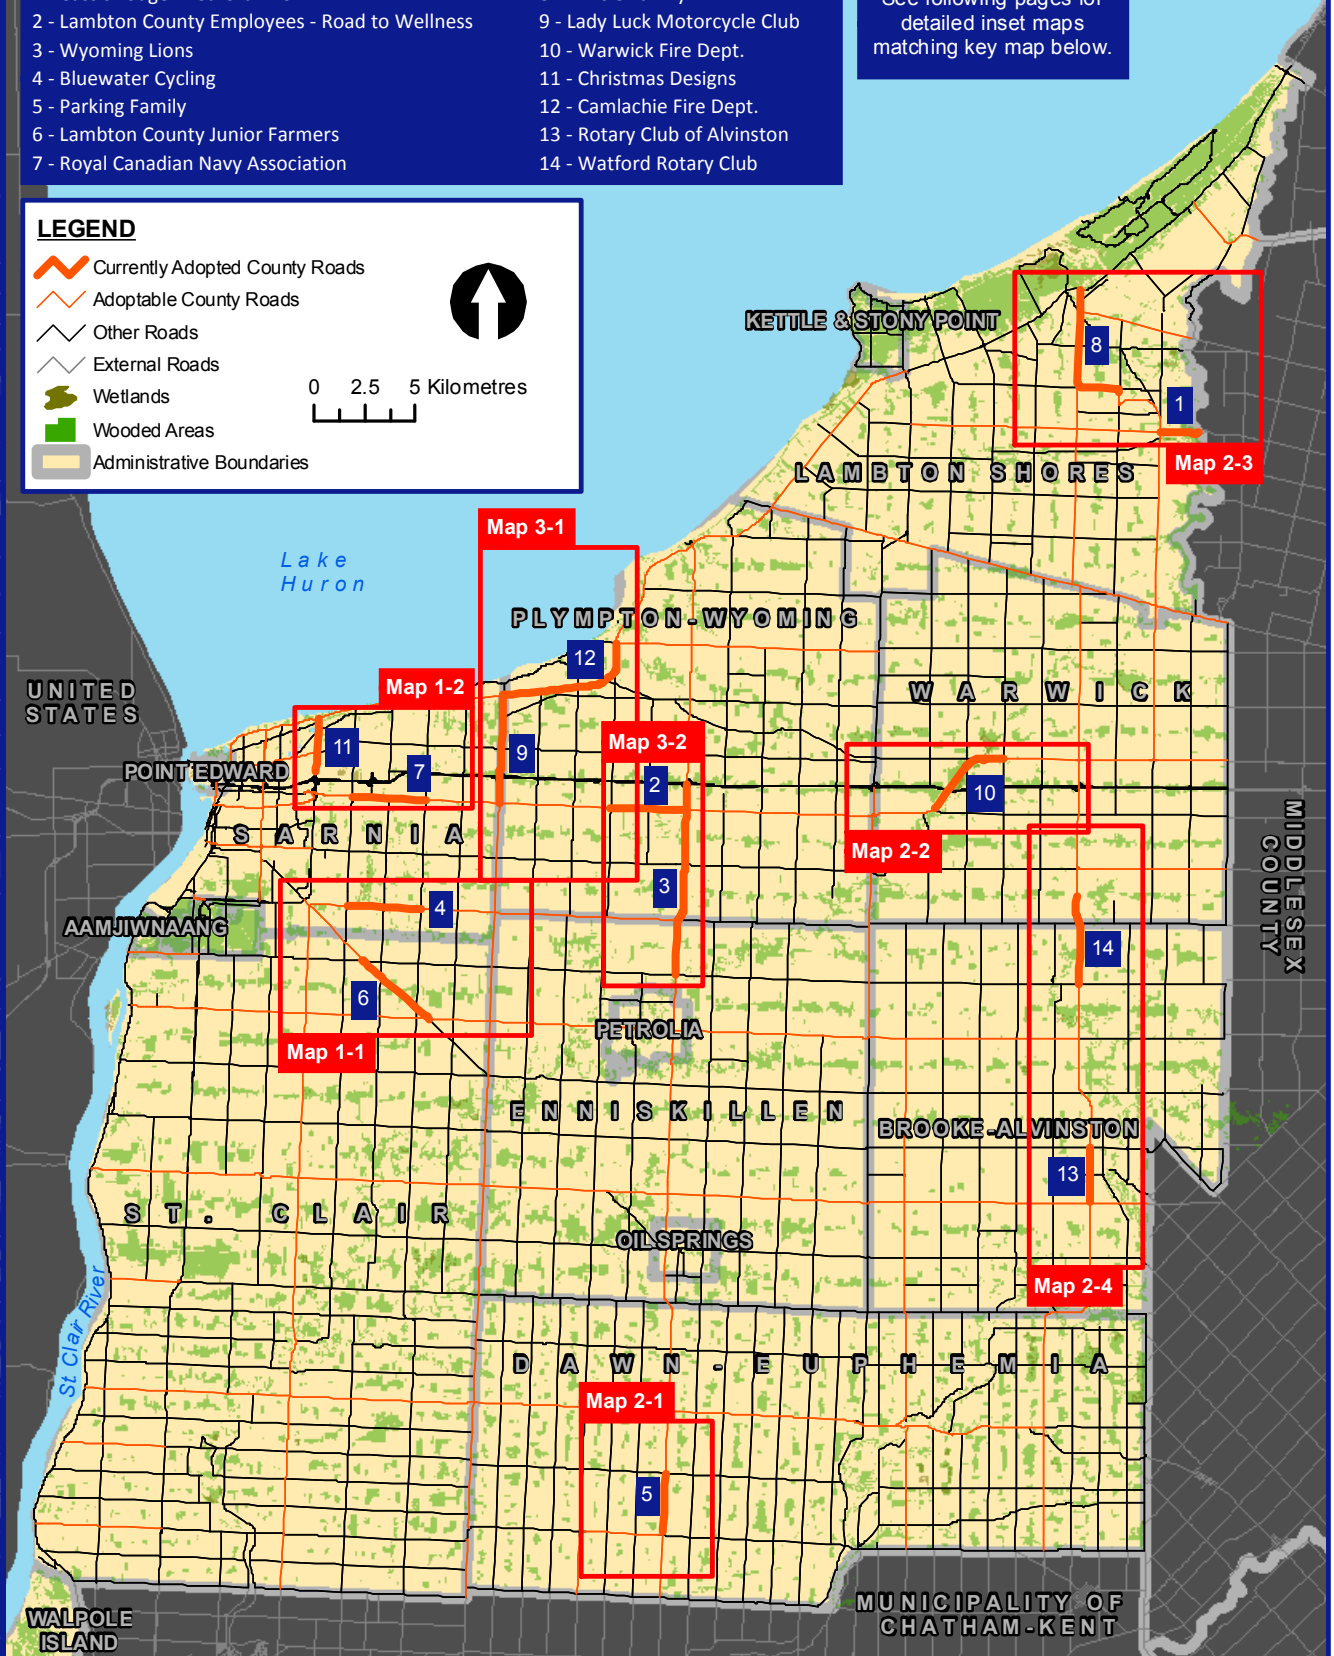 2 - Lambton County Employees - Road to Wellness
3 - Wyoming Lions
4 - Bluewater Cycling
5 - Parking Family
6 - Lambton County Junior Farmers
7 - Royal Canadian Navy Association
9 - Lady Luck Motorcycle Club
10 - Warwick Fire Dept.
11 - Christmas Designs
12 - Camlachie Fire Dept.
13 - Rotary Club of Alvinston
14 - Watford Rotary Club
See following pages for
detailed inset maps
matching key map below.
LEGEND
Currently Adopted County Roads
Adoptable County Roads
Other Roads
External Roads
Wetlands
Wooded Areas
Administrative Boundaries
0 2.5 5 Kilometres
KETTLE & STONY POINT
8
1
Map 2-3
LAMBTON SHORES
Map 3-1
Lake
Huron
PLYMPTON-WYOMING
12
UNITED
STATES
Map 1-2
WARWICK
11
9
Map 3-2
POINT EDWARD
7
2
10
SARNIA
Map 2-2
MIDDLESEX
COUNTY
3
4
AAMJIWNAANG
14
6
PETROLIA
Map 1-1
ENNISKILLEN
BROOKE-ALVINSTON
13
ST. CLAIR
OIL SPRINGS
Map 2-4
St Clair River
DAWN-EUPHEMIA
Map 2-1
5
MUNICIPALITY OF
CHATHAM-KENT
WALPOLE
ISLAND